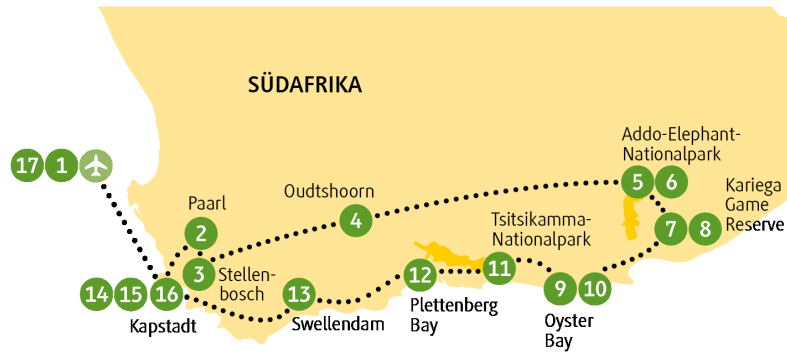 SÜDAFRIKA
Addo-Elephant-
Nationalpark
17 1
5 6
Kariega
Game
Reserve
Oudtshoorn
Paarl
4
2
Tsitsikamma-
Nationalpark
7 8
3
Stellen-
bosch
11
12
9 10
14 15 16
13
Kapstadt
Swellendam
Plettenberg
Bay
Oyster
Bay